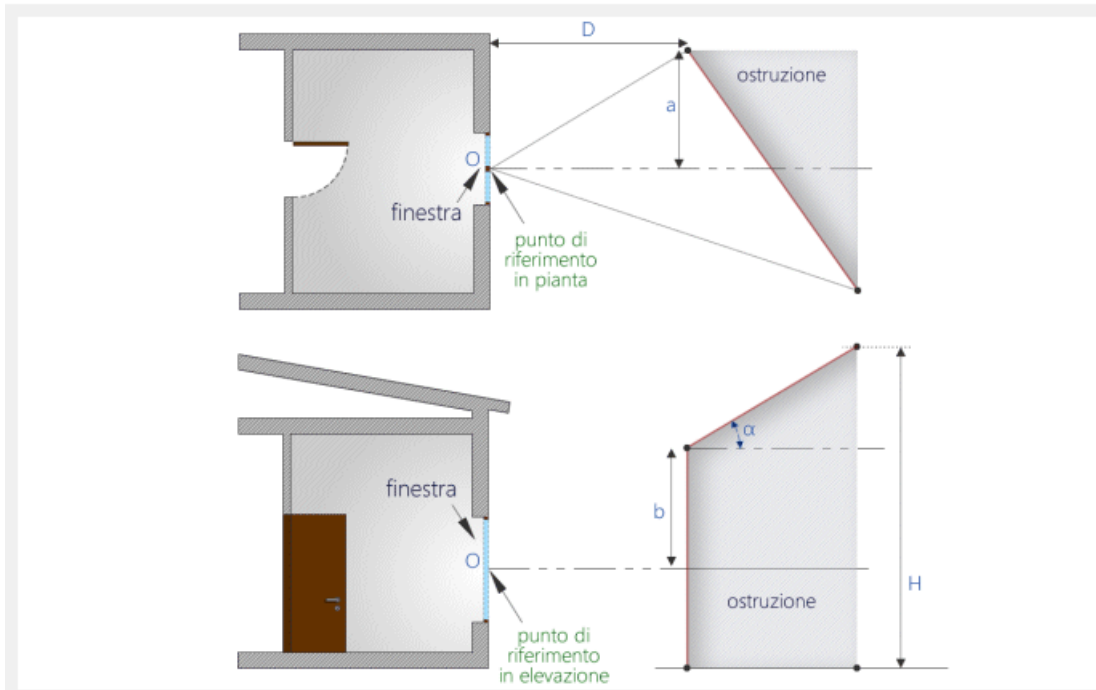 D
ostruzione
a
O
finestra
punto di
riferimento
in pianta
finestra
α
b
O
H
ostruzione
punto di
riferimento
in elevazione